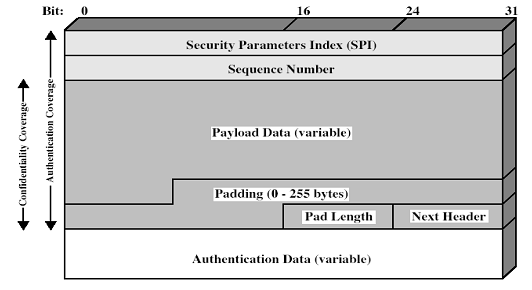 Bit: 0 16 24 31
Security Parameters Index (SPI)
Sequence Number
Confidentiality Coverage
Authentication Coverage
Payload Data (variable)
Padding (0 - 255 bytes)
Pad Length
Next Header
Authentication Data (variable)